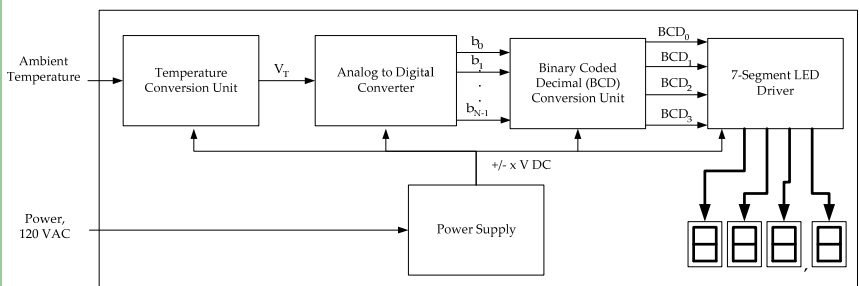 Ambient
Temperature
Temperature
Conversion Unit
V_T
Analog to Digital
Converter
b_0
b_1
.
.
.
b_{N-1}
Binary Coded
Decimal (BCD)
Conversion Unit
BCD_0
BCD_1
BCD_2
BCD_3
7-Segment LED
Driver
+/- x V DC
Power,
120 VAC
Power Supply
,